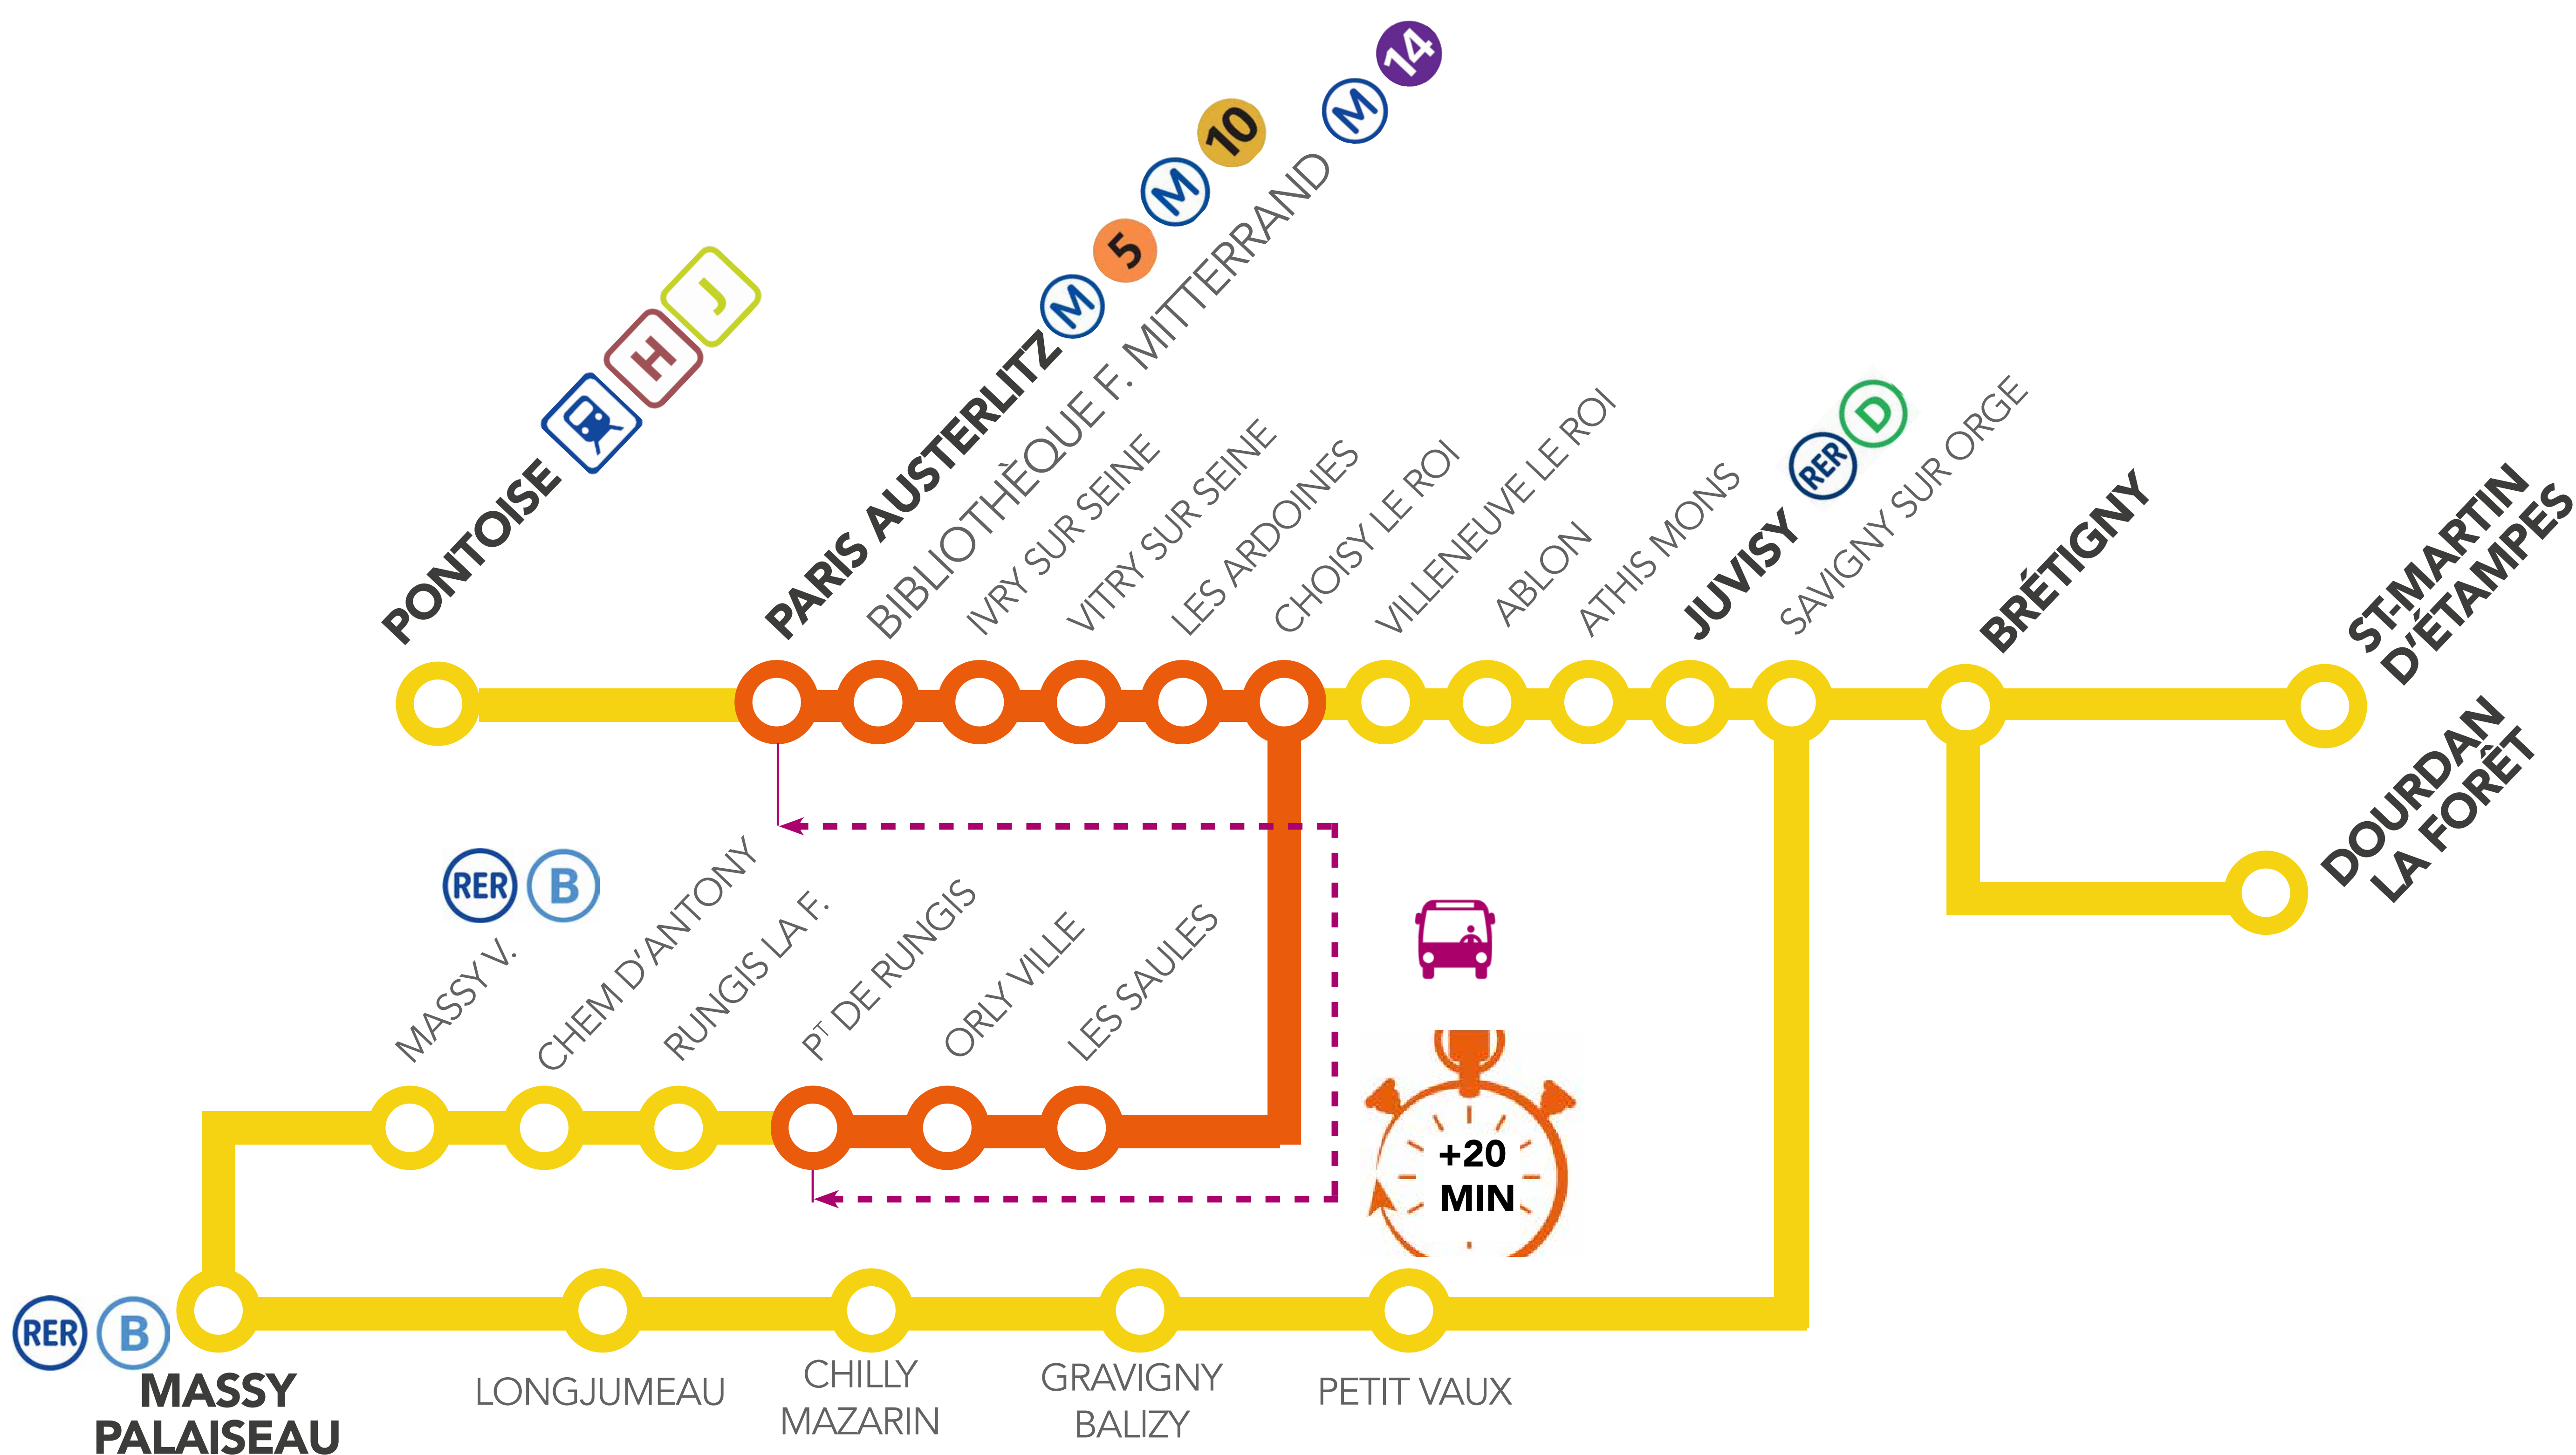 PONTOISE
H
J
PARIS AUSTERLITZ
M
5
M
10
BIBLIOTHÈQUE F. MITTERRAND
M
14
IVRY SUR SEINE
VITRY SUR SEINE
LES ARDOINES
CHOISY LE ROI
VILLENEUVE LE ROI
ABLON
ATHIS MONS
JUVISY
RER
D
SAVIGNY SUR ORGE
BRÉTIGNY
ST-MARTIN
D'ÉTAMPES
DOURDAN
LA FORÊT
RER
B
MASSY V.
CHEM D'ANTONY
RUNGIS LA F.
PT DE RUNGIS
ORLY VILLE
LES SAULES
+20
MIN
RER
B
MASSY
PALAISEAU
LONGJUMEAU
CHILLY
MAZARIN
GRAVIGNY
BALIZY
PETIT VAUX